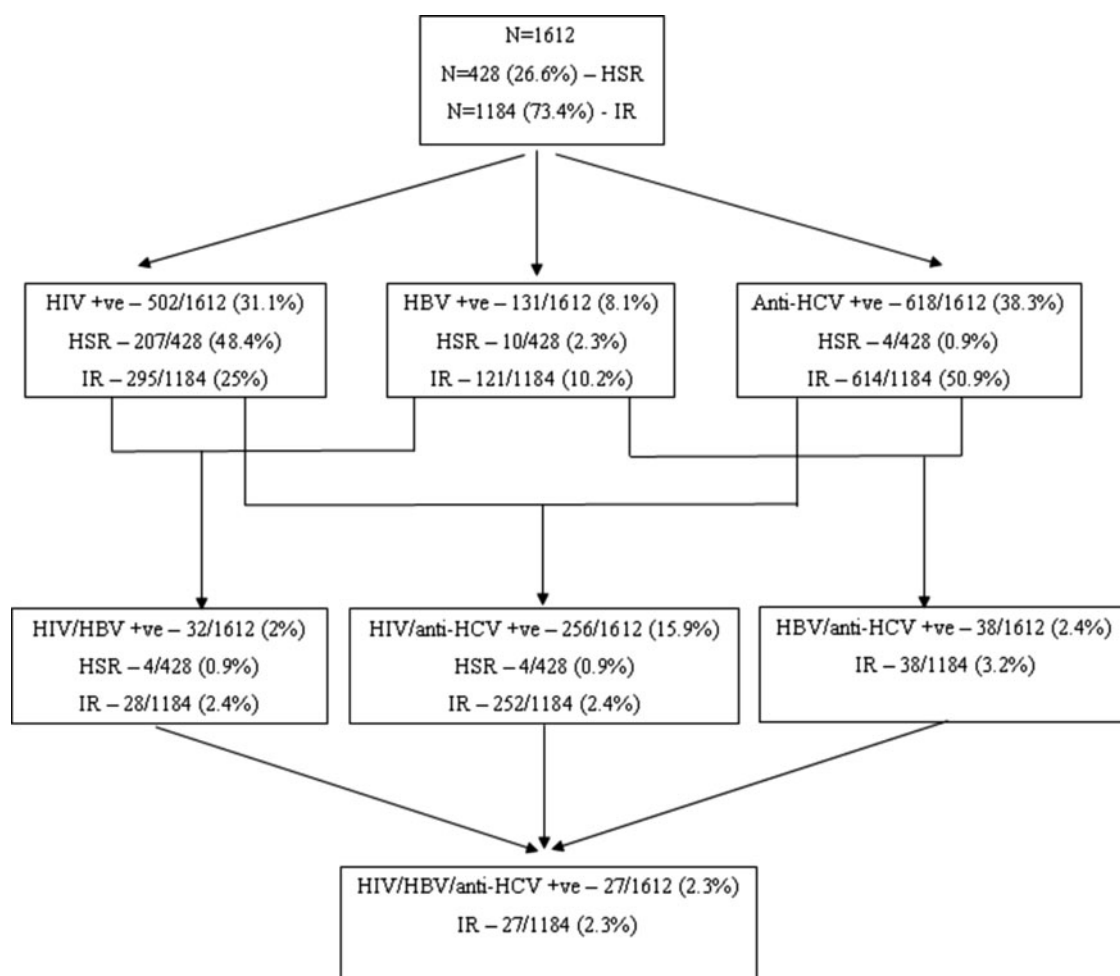 N=1612
N=428 (26.6%) – HSR
N=1184 (73.4%) - IR
HIV +ve – 502/1612 (31.1%)
HSR – 207/428 (48.4%)
IR – 295/1184 (25%)
HBV +ve – 131/1612 (8.1%)
HSR – 10/428 (2.3%)
IR – 121/1184 (10.2%)
Anti-HCV +ve – 618/1612 (38.3%)
HSR – 4/428 (0.9%)
IR – 614/1184 (50.9%)
HIV/HBV +ve – 32/1612 (2%)
HSR – 4/428 (0.9%)
IR – 28/1184 (2.4%)
HIV/anti-HCV +ve – 256/1612 (15.9%)
HSR – 4/428 (0.9%)
IR – 252/1184 (2.4%)
HBV/anti-HCV +ve – 38/1612 (2.4%)
IR – 38/1184 (3.2%)
HIV/HBV/anti-HCV +ve – 27/1612 (2.3%)
IR – 27/1184 (2.3%)